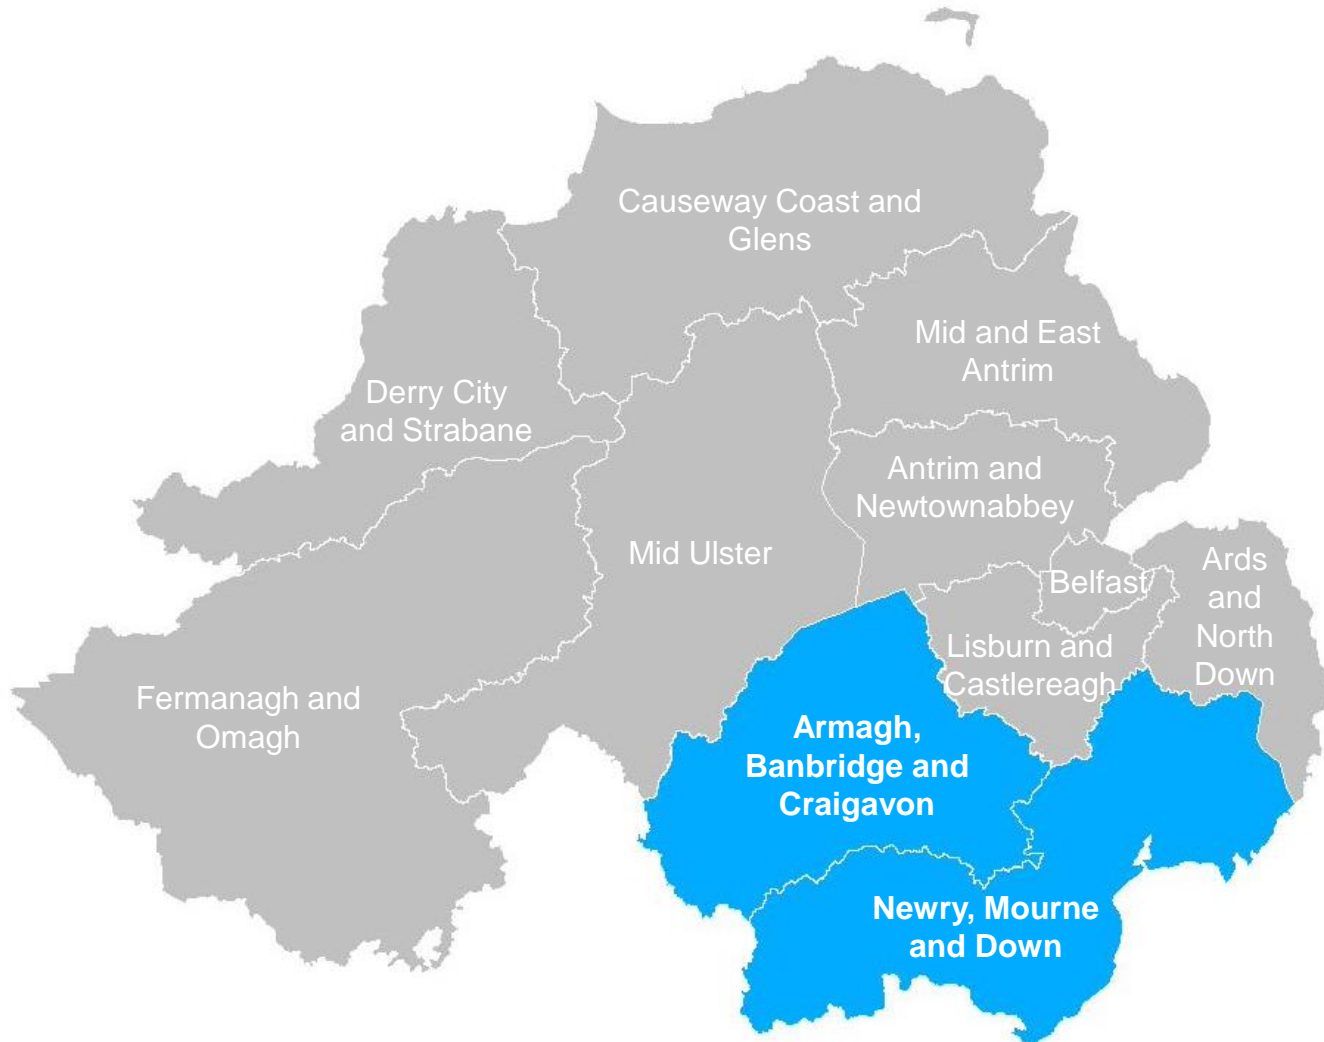 Causeway Coast and
Glens
Mid and East
Antrim
Derry City
and Strabane
Antrim and
Newtownabbey
Mid Ulster
Belfast
Ards
and
North
Down
Lisburn and
Castlereagh
Fermanagh and
Omagh
Armagh,
Banbridge and
Craigavon
Newry, Mourne
and Down